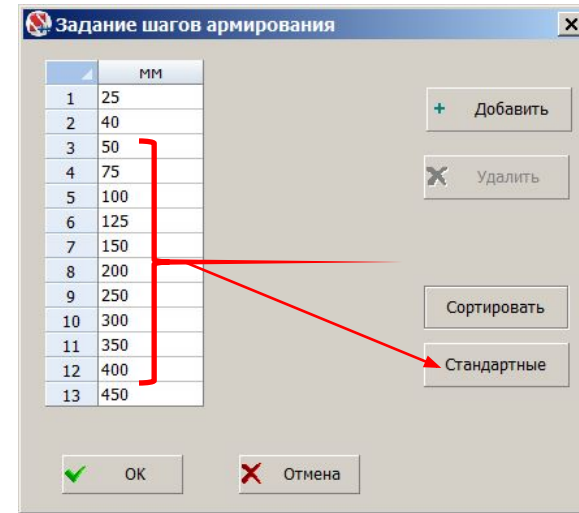 Задание шагов армирования
мм
1 25
2 40
3 50
4 75
5 100
6 125
7 150
8 200
9 250
10 300
11 350
12 400
13 450
Добавить
Удалить
Сортировать
Стандартные
OK
Отмена